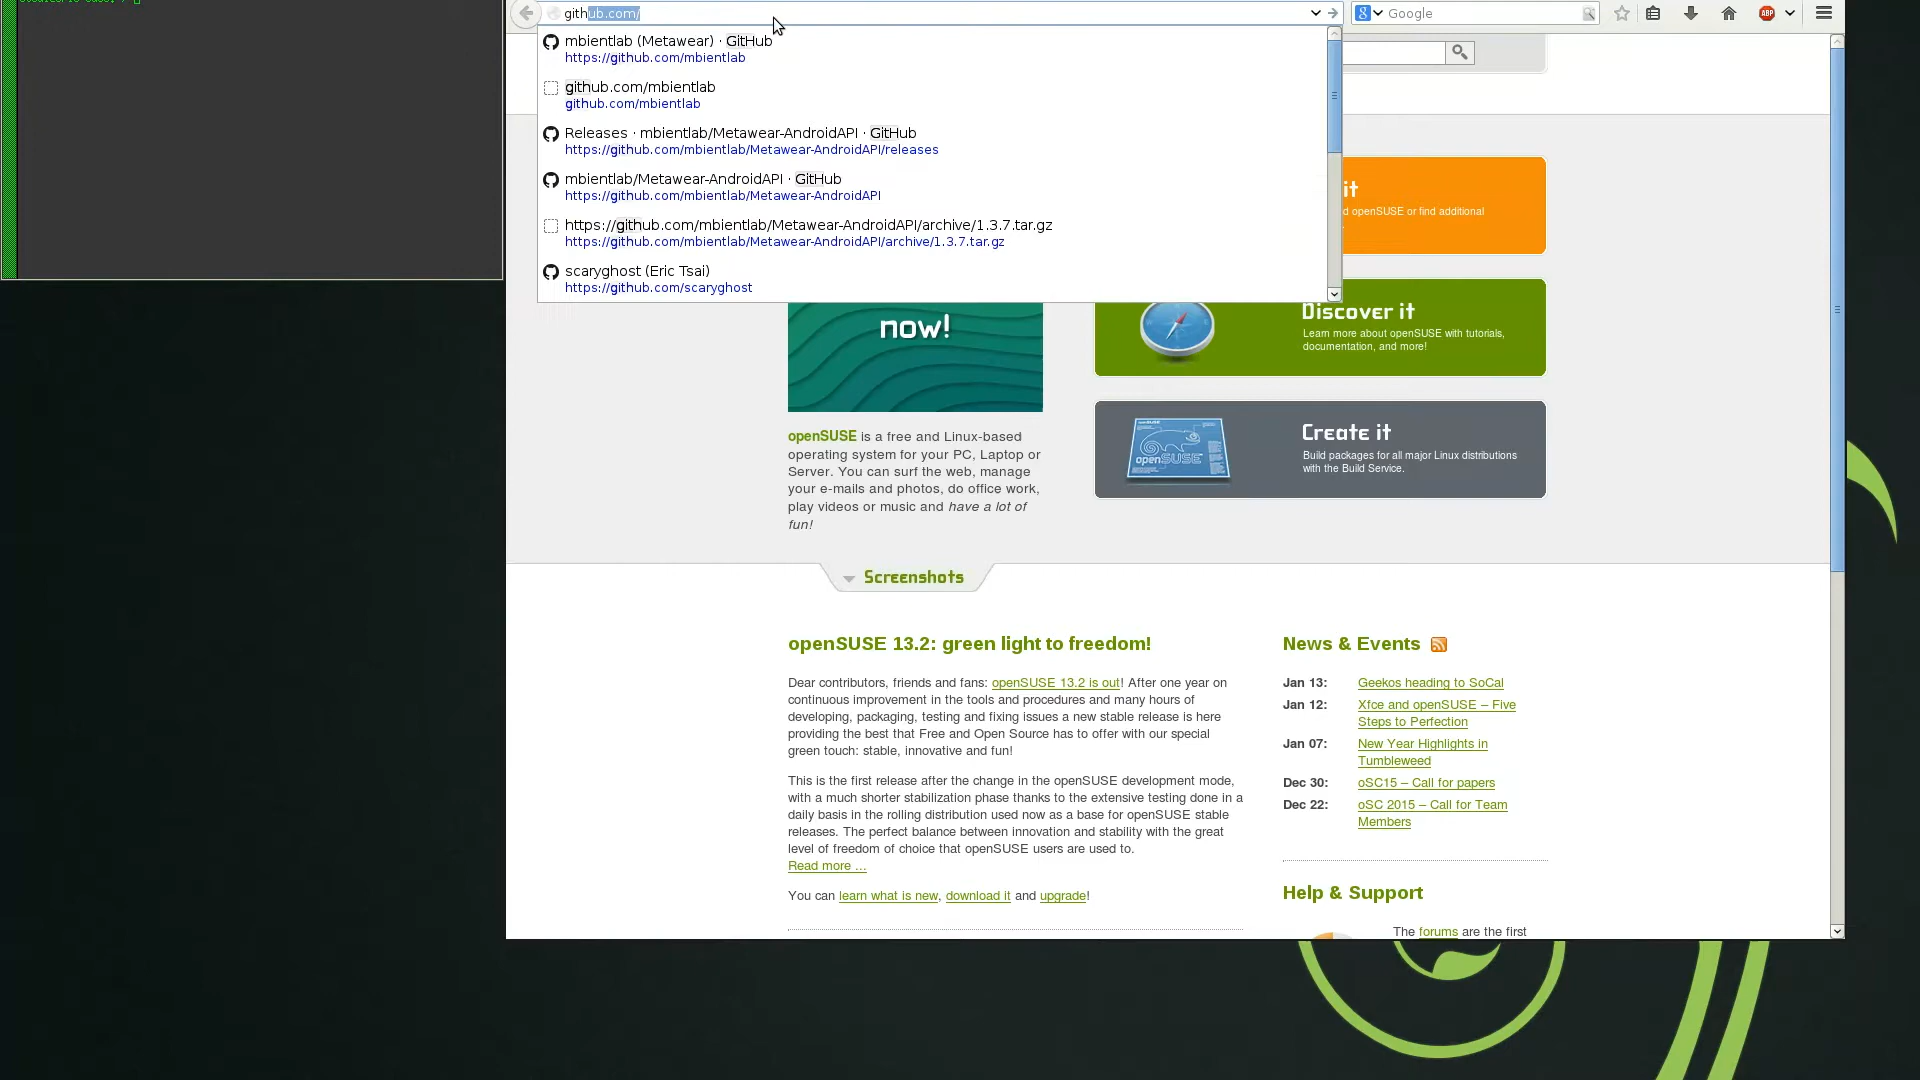 github.com/
Google
mbientlab (Metawear) · GitHub
https://github.com/mbientlab
github.com/mbientlab
github.com/mbientlab
Releases · mbientlab/Metawear-AndroidAPI · GitHub
https://github.com/mbientlab/Metawear-AndroidAPI/releases
mbientlab/Metawear-AndroidAPI · GitHub
https://github.com/mbientlab/Metawear-AndroidAPI
https://github.com/mbientlab/Metawear-AndroidAPI/archive/1.3.7.tar.gz
https://github.com/mbientlab/Metawear-AndroidAPI/archive/1.3.7.tar.gz
scaryghost (Eric Tsai)
https://github.com/scaryghost
ABP
it
d openSUSE or find additional
now!
Discover it
Learn more about openSUSE with tutorials,
documentation, and more!
Create it
Build packages for all major Linux distributions
with the Build Service.
openSUSE
openSUSE is a free and Linux-based
operating system for your PC, Laptop or
Server. You can surf the web, manage
your e-mails and photos, do office work,
play videos or music and have a lot of
fun!
Screenshots
openSUSE 13.2: green light to freedom!
Dear contributors, friends and fans: openSUSE 13.2 is out! After one year on
continuous improvement in the tools and procedures and many hours of
developing, packaging, testing and fixing issues a new stable release is here
providing the best that Free and Open Source has to offer with our special
green touch: stable, innovative and fun!
This is the first release after the change in the openSUSE development mode,
with a much shorter stabilization phase thanks to the extensive testing done in a
daily basis in the rolling distribution used now as a base for openSUSE stable
releases. The perfect balance between innovation and stability with the great
level of freedom of choice that openSUSE users are used to.
Read more ...
You can learn what is new, download it and upgrade!
News & Events
Jan 13: Geekos heading to SoCal
Jan 12: Xfce and openSUSE – Five
Steps to Perfection
Jan 07: New Year Highlights in
Tumbleweed
Dec 30: oSC15 – Call for papers
Dec 22: oSC 2015 – Call for Team
Members
Help & Support
The forums are the first